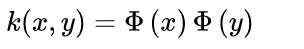 k(x, y) = Φ (x) Φ (y)